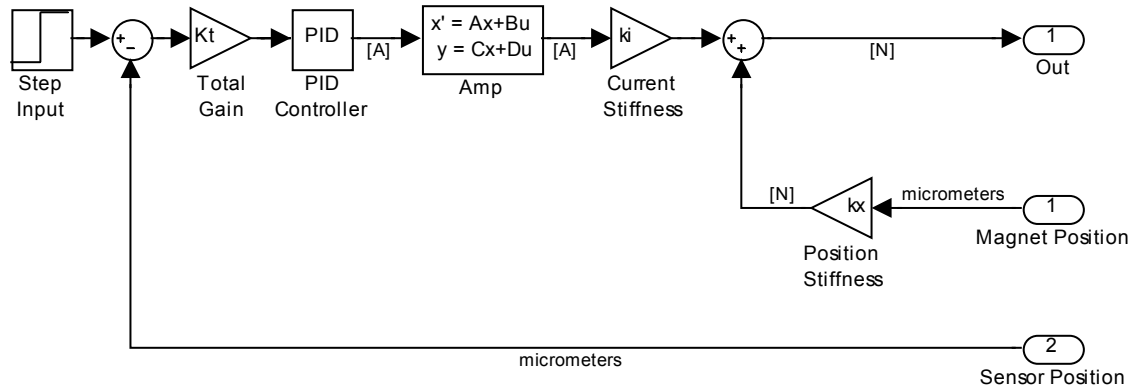 +
-
Kt
PID
x' = Ax+Bu
y = Cx+Du
ki
+
+
1
[A]
[A]
[N]
Step
Input
Total
Gain
PID
Controller
Amp
Current
Stiffness
Out
[N]
kx
micrometers
1
Position
Stiffness
Magnet Position
micrometers
2
Sensor Position